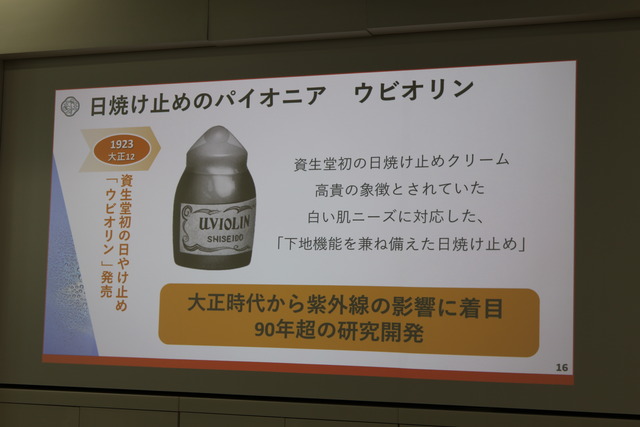 日焼け止めのパイオニア　ウビオリン
1923
大正12
資生堂初の日やけ止め
「ウビオリン」発売
UVIOLIN
SHISEIDO
資生堂初の日焼け止めクリーム
高貴の象徴とされていた
白い肌ニーズに対応した、
「下地機能を兼ね備えた日焼け止め」
大正時代から紫外線の影響に着目
90年超の研究開発
16